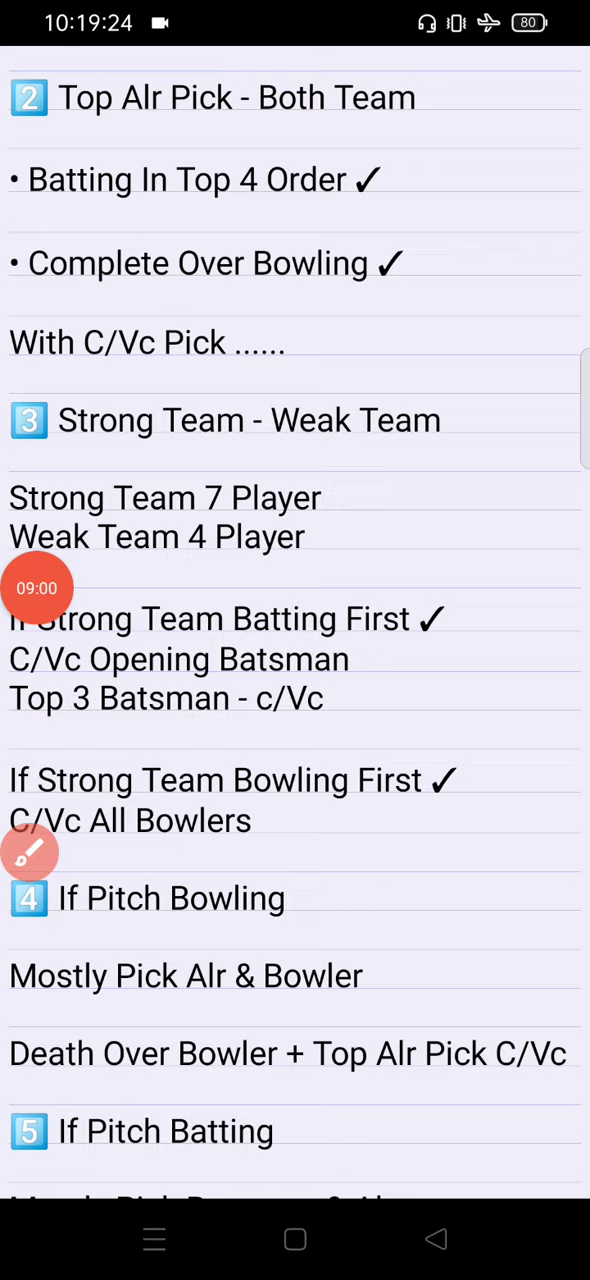 10:19:24
80
2 Top Alr Pick - Both Team
• Batting In Top 4 Order ✓
• Complete Over Bowling ✓
With C/Vc Pick ......
3 Strong Team - Weak Team
Strong Team 7 Player
Weak Team 4 Player
09:00
If Strong Team Batting First ✓
C/Vc Opening Batsman
Top 3 Batsman - c/Vc
If Strong Team Bowling First ✓
C/Vc All Bowlers
4 If Pitch Bowling
Mostly Pick Alr & Bowler
Death Over Bowler + Top Alr Pick C/Vc
5 If Pitch Batting